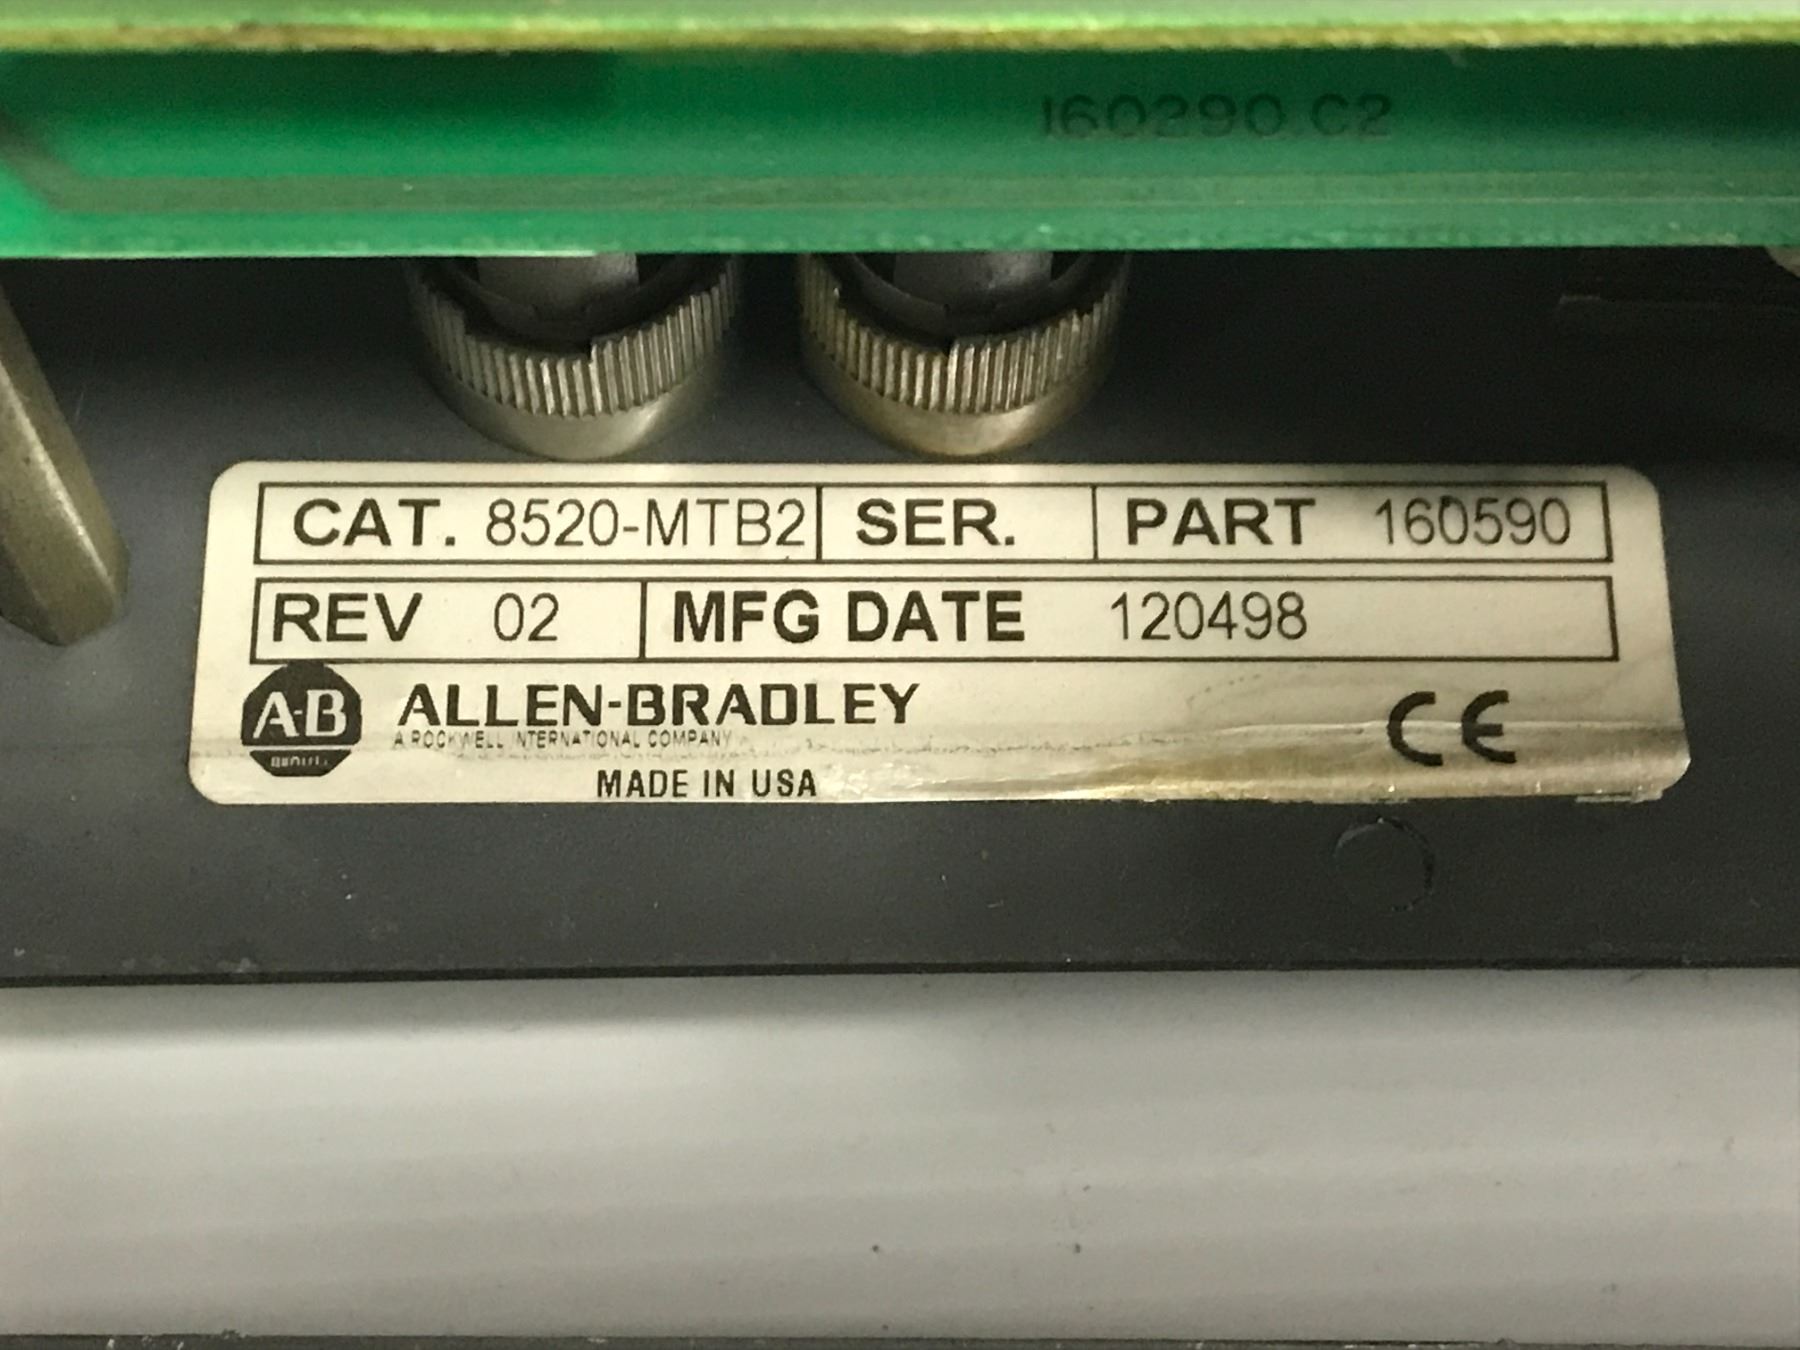 160290 C2
CAT. 8520-MTB2 SER. PART 160590
REV 02 MFG DATE 120498
A-B ALLEN-BRADLEY
A ROCKWELL INTERNATIONAL COMPANY
CE
MADE IN USA